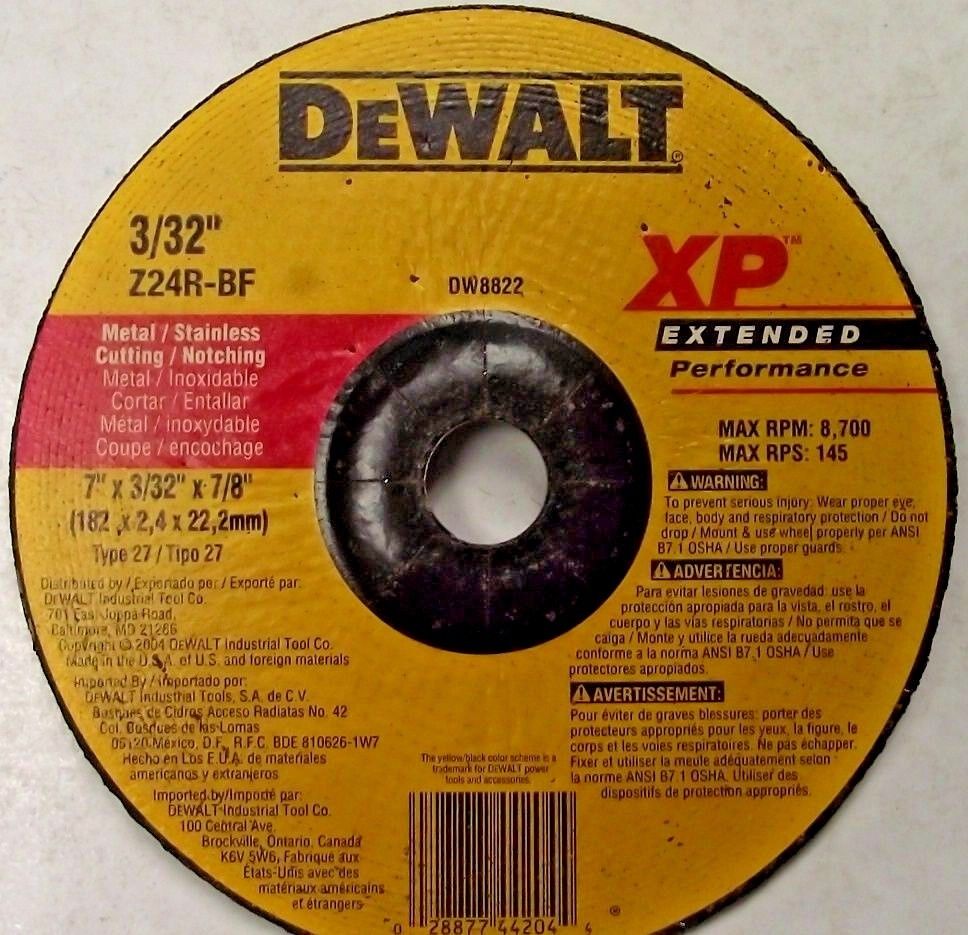 DEWALT®
3/32"
Z24R-BF
DW8822
XP™
EXTENDED
Performance
Metal / Stainless
Cutting / Notching
Metal / Inoxidable
Cortar / Entallar
Métal / inoxydable
Coupe / encochage
7" x 3/32" x 7/8"
(182 x 2,4 x 22,2mm)
Type 27 / Tipo 27
Distributed by / Exportado por / Exporté par:
DEWALT Industrial Tool Co.
701 East Joppa Road,
Baltimore, MD 21286
Copyright © 2004 DEWALT Industrial Tool Co.
Made in the U.S.A. of U.S. and foreign materials
Imported By / Importado por:
DEWALT Industrial Tools, S.A. de C.V.
Bosques de Cidros Acceso Radiatas No. 42
Col. Bosques de las Lomas
05120 México, D.F., R.F.C. BDE 810626-1W7
Hecho en Los E.U.A. de materiales
americanos y extranjeros
Imported by/Importé par:
DEWALT Industrial Tool Co.
100 Central Ave.
Brockville, Ontario, Canada
K6V 5W6, Fabriqué aux
États-Unis avec des
matériaux américains
et étrangers
MAX RPM: 8,700
MAX RPS: 145
WARNING:
To prevent serious injury: Wear proper eye,
face, body and respiratory protection / Do not
drop / Mount & use wheel properly per ANSI
B7.1 OSHA / Use proper guards.
ADVERTENCIA:
Para evitar lesiones de gravedad: use la
protección apropiada para la vista, el rostro, el
cuerpo y las vías respiratorias / No permita que se
caiga / Monte y utilice la rueda adecuadamente
conforme a la norma ANSI B7.1 OSHA / Use
protectores apropiados.
AVERTISSEMENT:
Pour éviter de graves blessures: porter des
protecteurs appropriés pour les yeux, la figure, le
corps et les voies respiratoires. Ne pas échapper.
Fixer et utiliser la meule adéquatement selon
la norme ANSI B7.1 OSHA. Utiliser des
dispositifs de protection appropriés.
The yellow/black color scheme is a
trademark for DEWALT power
tools and accessories.
0 28877 44204 4